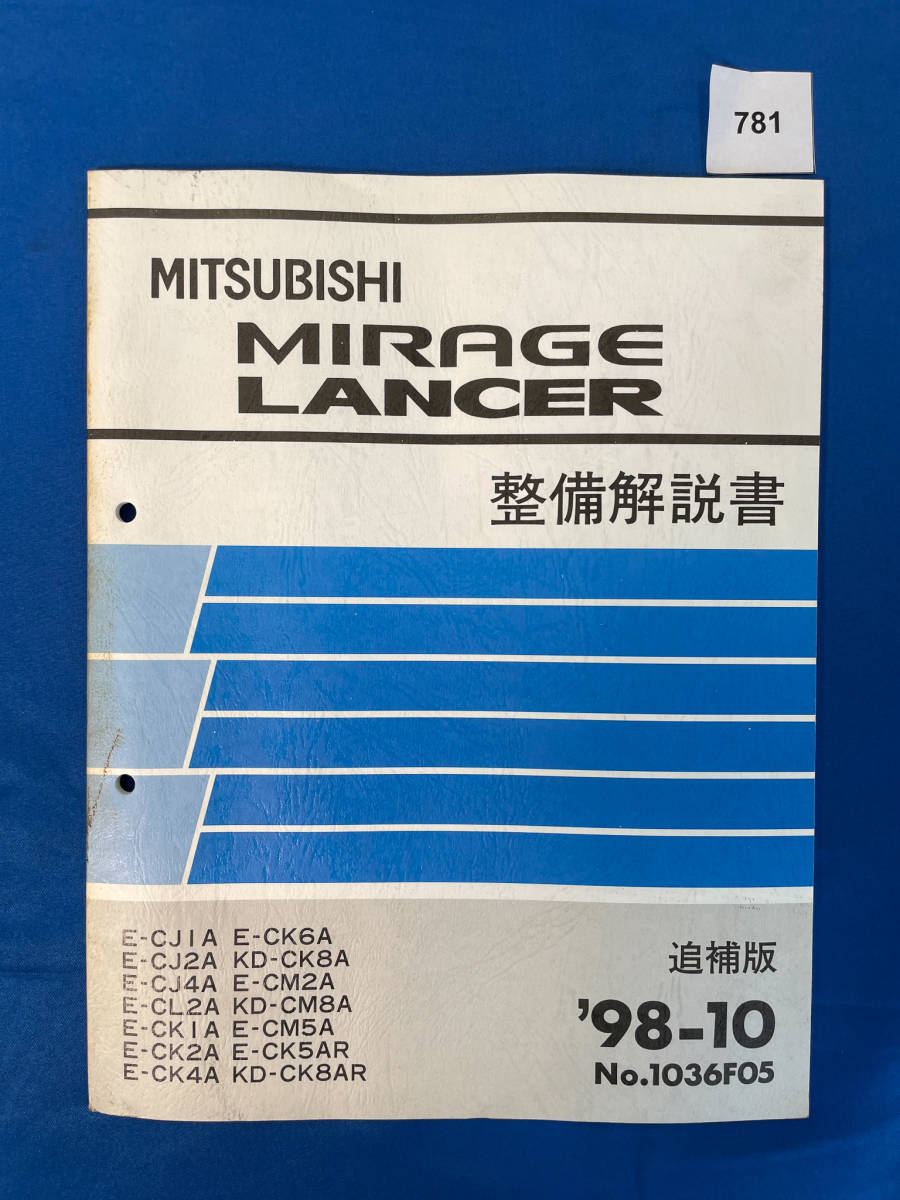 781
MITSUBISHI
MIRAGE
LANCER
整備解説書
E-CJ1A E-CK6A
E-CJ2A KD-CK8A
E-CJ4A E-CM2A
E-CL2A KD-CM8A
E-CK1A E-CM5A
E-CK2A E-CK5AR
E-CK4A KD-CK8AR
追補版
'98-10
No.1036F05